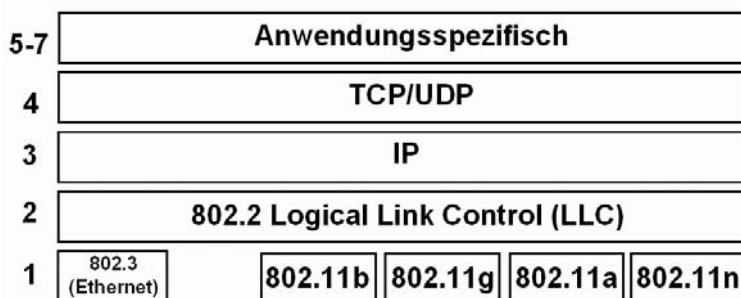 5-7 Anwendungsspezifisch
4 TCP/UDP
3 IP
2 802.2 Logical Link Control (LLC)
1 802.3 (Ethernet) 802.11b 802.11g 802.11a 802.11n